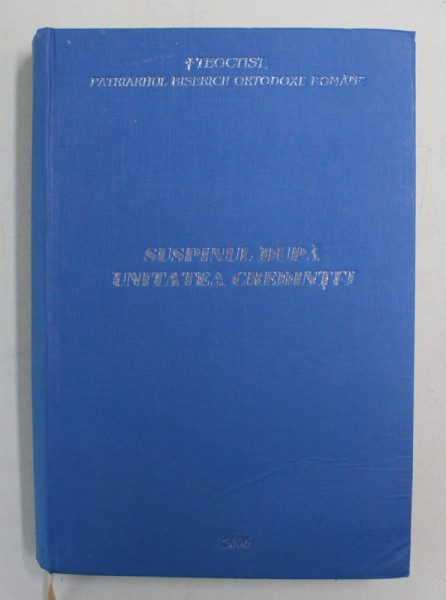 † TEOCTIST,
PATRIARHUL BISERICII ORTODOXE ROMÂNE
SUSPINUL DUPĂ
UNITATEA CREDINȚEI